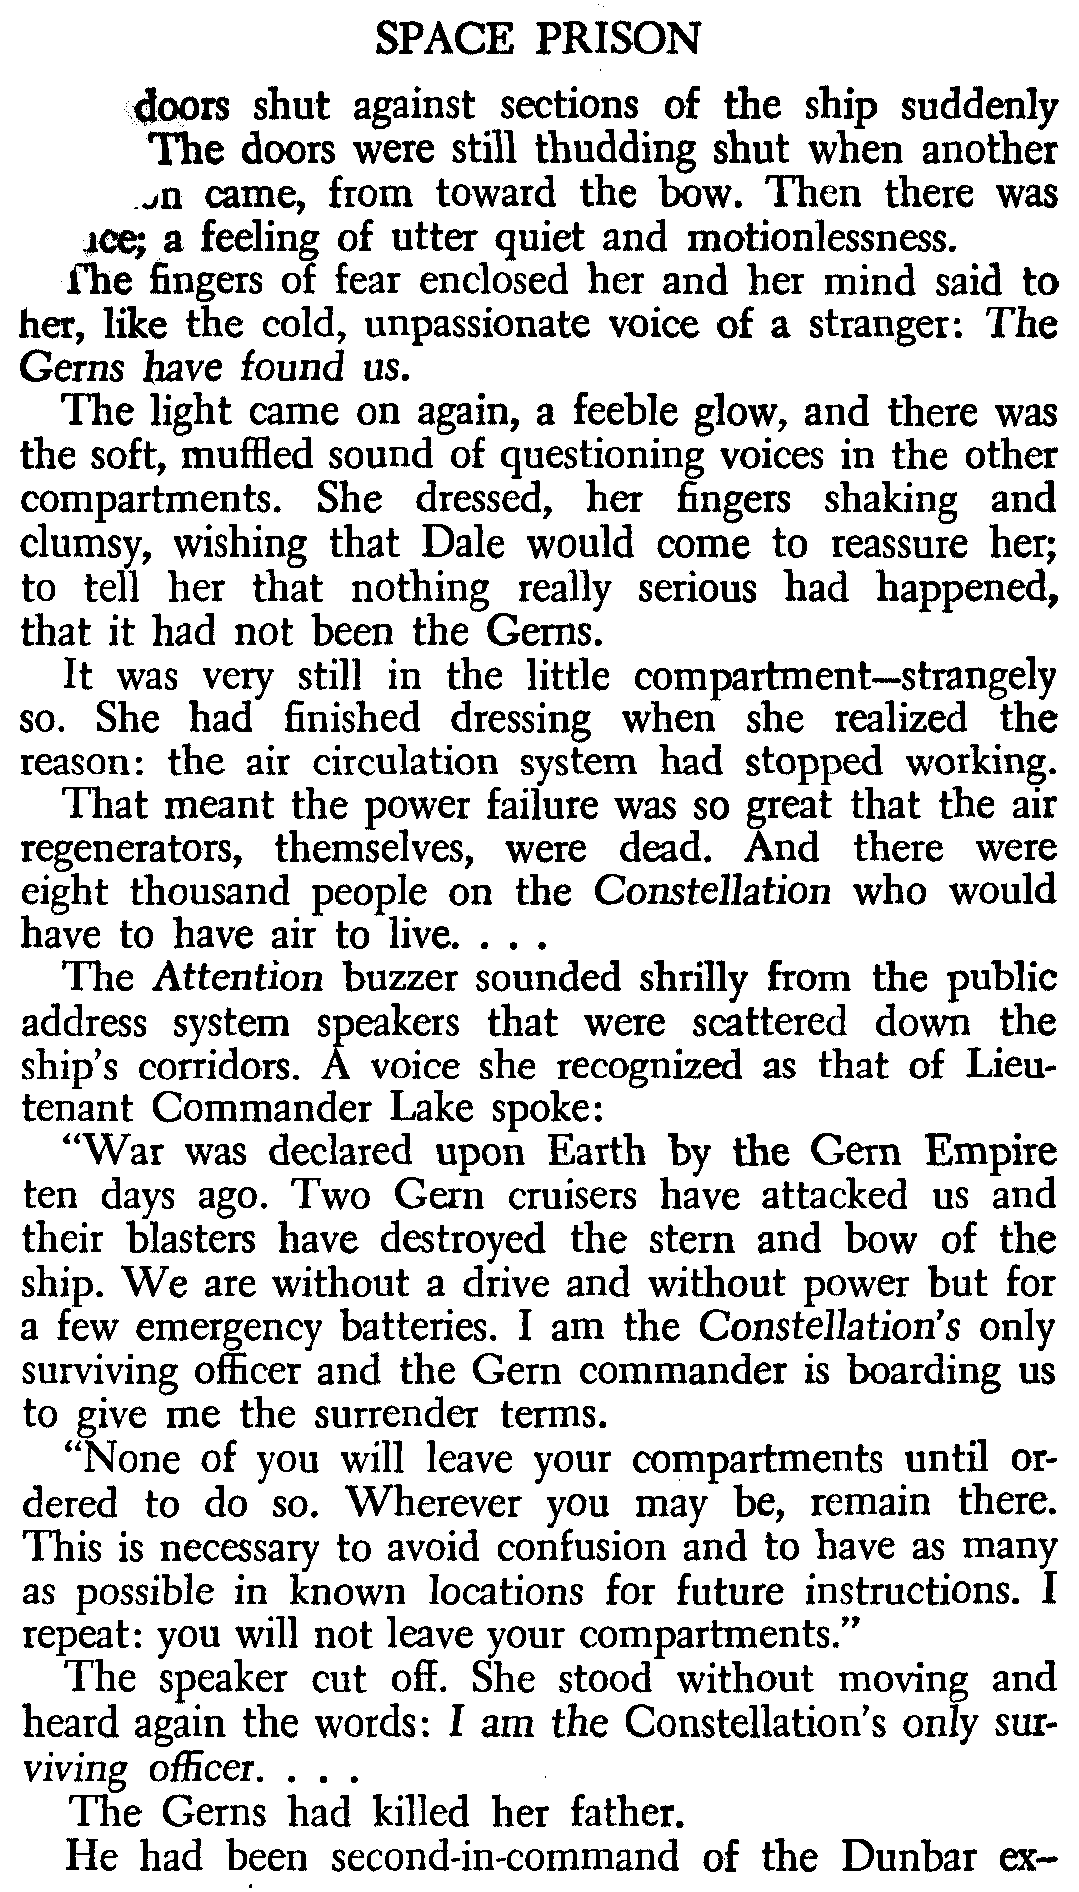 SPACE PRISON
doors shut against sections of the ship suddenly
The doors were still thudding shut when another
came, from toward the bow. Then there was
a feeling of utter quiet and motionlessness.
The fingers of fear enclosed her and her mind said to
her, like the cold, unpassionate voice of a stranger: The
Gerns have found us.
The light came on again, a feeble glow, and there was
the soft, muffled sound of questioning voices in the other
compartments. She dressed, her fingers shaking and
clumsy, wishing that Dale would come to reassure her;
to tell her that nothing really serious had happened,
that it had not been the Gerns.
It was very still in the little compartment—strangely
so. She had finished dressing when she realized the
reason: the air circulation system had stopped working.
That meant the power failure was so great that the air
regenerators, themselves, were dead. And there were
eight thousand people on the Constellation who would
have to have air to live. . . .
The Attention buzzer sounded shrilly from the public
address system speakers that were scattered down the
ship's corridors. A voice she recognized as that of Lieu-
tenant Commander Lake spoke:
"War was declared upon Earth by the Gern Empire
ten days ago. Two Gern cruisers have attacked us and
their blasters have destroyed the stern and bow of the
ship. We are without a drive and without power but for
a few emergency batteries. I am the Constellation's only
surviving officer and the Gern commander is boarding us
to give me the surrender terms.
"None of you will leave your compartments until or-
dered to do so. Wherever you may be, remain there.
This is necessary to avoid confusion and to have as many
as possible in known locations for future instructions. I
repeat: you will not leave your compartments."
The speaker cut off. She stood without moving and
heard again the words: I am the Constellation's only sur-
viving officer. . . .
The Gerns had killed her father.
He had been second-in-command of the Dunbar ex-